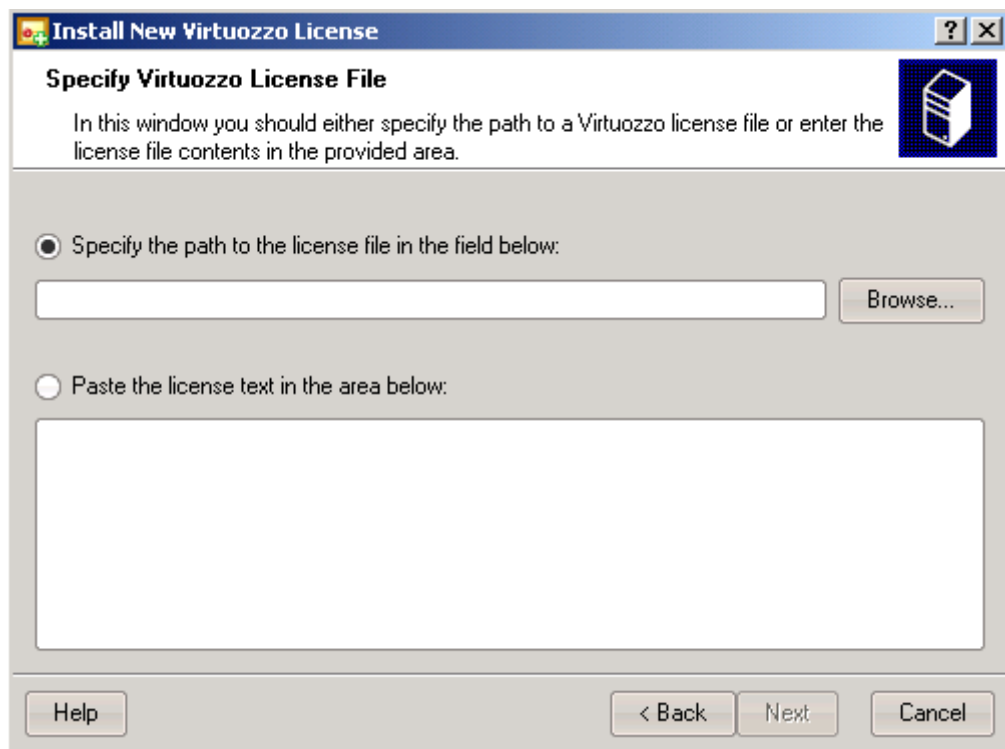 Install New Virtuozzo License
Specify Virtuozzo License File
In this window you should either specify the path to a Virtuozzo license file or enter the
license file contents in the provided area.
Specify the path to the license file in the field below:
Browse...
Paste the license text in the area below:
Help
< Back
Next
Cancel